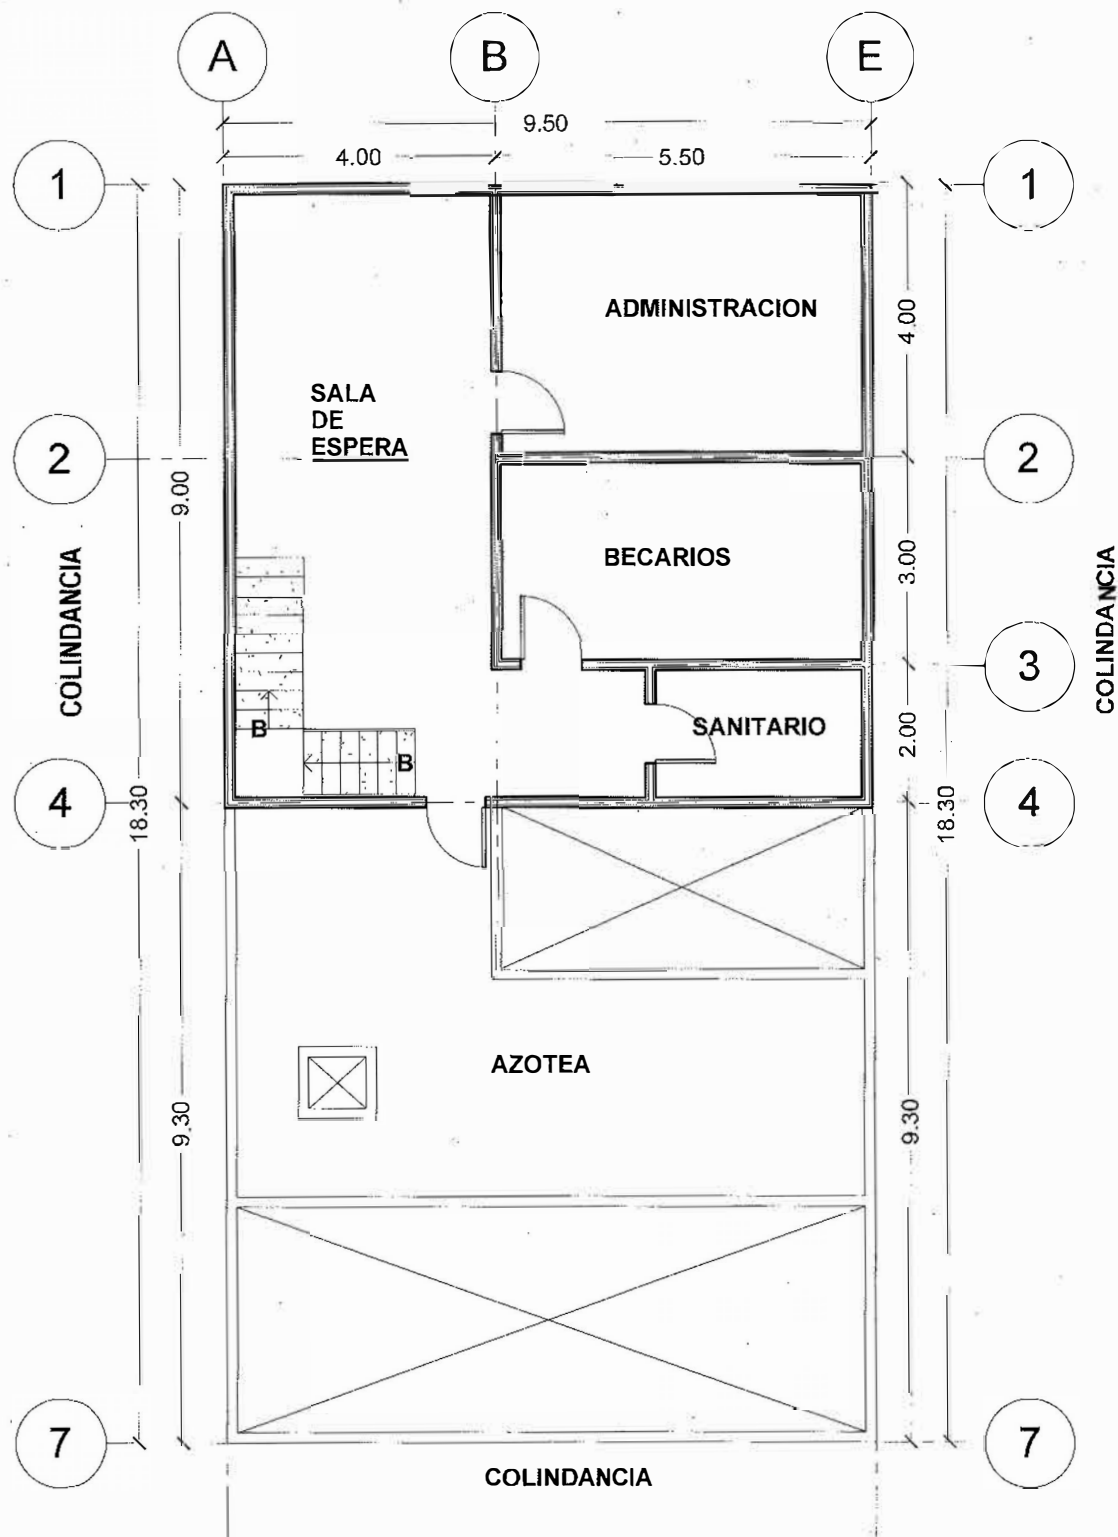 A B E
9.50
4.00 5.50
1 1
ADMINISTRACION
4.00
SALA
DE
ESPERA
2 2
9.00
COLINDANCIA
BECARIOS
3.00
COLINDANCIA
3
SANITARIO
2.00
B
B
4 4
18.30
18.30
AZOTEA
9.30
9.30
7 7
COLINDANCIA